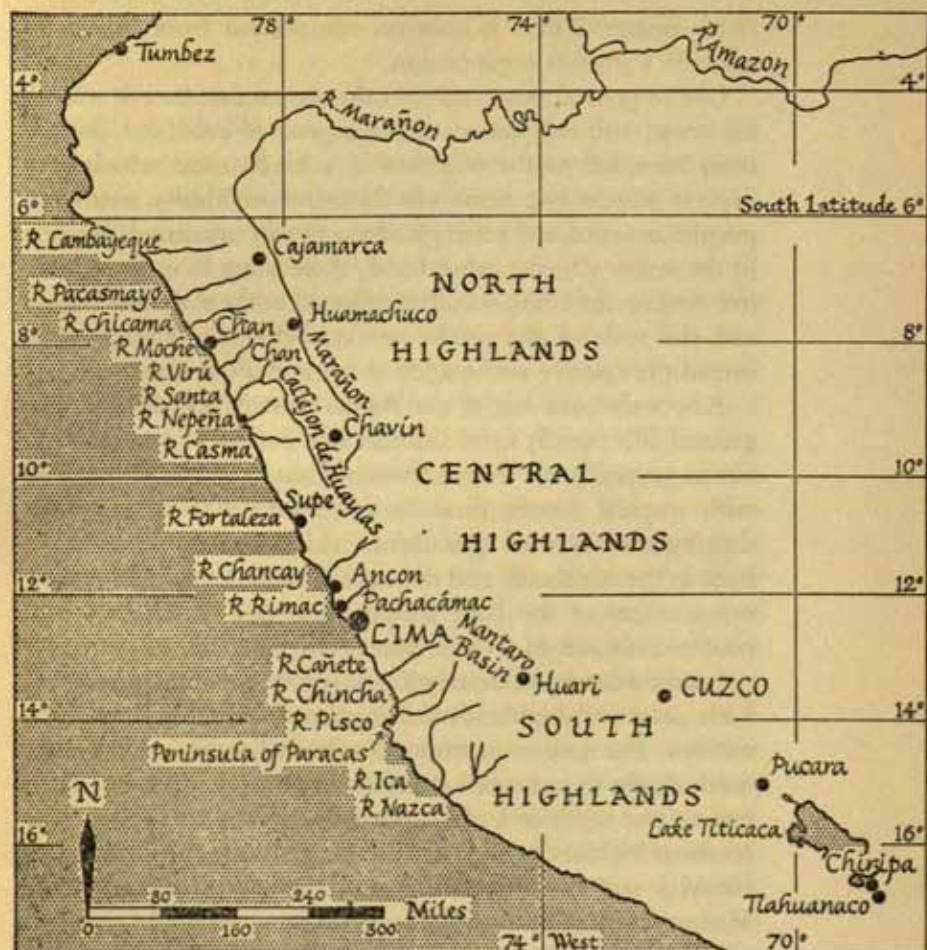 78
74
70
Tumbez
R. Amazon
4°
4°
R. Marañon
6°
South Latitude 6°
R. Lambayeque
Cajamarca
NORTH
R. Pacasmayo
Huamachuco
R. Chicama
Chan
8°
8°
R. Moche
Chan
Marañon
HIGHLANDS
R. Virú
R. Santa
Callejon de Huaylas
R. Nepeña
Chavín
R. Casma
10°
CENTRAL
10°
Supe
R. Fortaleza
HIGHLANDS
R. Chancay
Ancon
12°
12°
R. Rimac
Pachacámac
LIMA
Mantaro
Basin
R. Cañete
Huari
CUZCO
R. Chincha
14°
R. Pisco
SOUTH
14°
Peninsula of Paracas
Pucara
R. Ica
R. Nazca
HIGHLANDS
N
Lake Titicaca
16°
16°
Chiripa
Tlahuanaco
80
240
Miles
0
160
300
74° West
70°